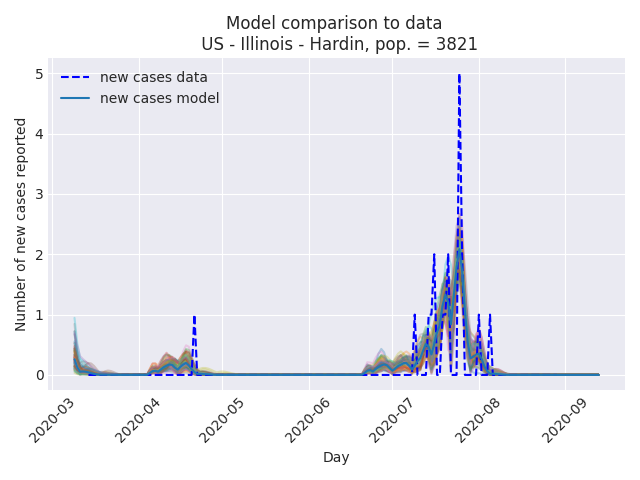 Model comparison to data
US - Illinois - Hardin, pop. = 3821
new cases data
new cases model
Number of new cases reported
5
4
3
2
1
0
2020-03
2020-04
2020-05
2020-06
2020-07
2020-08
2020-09
Day